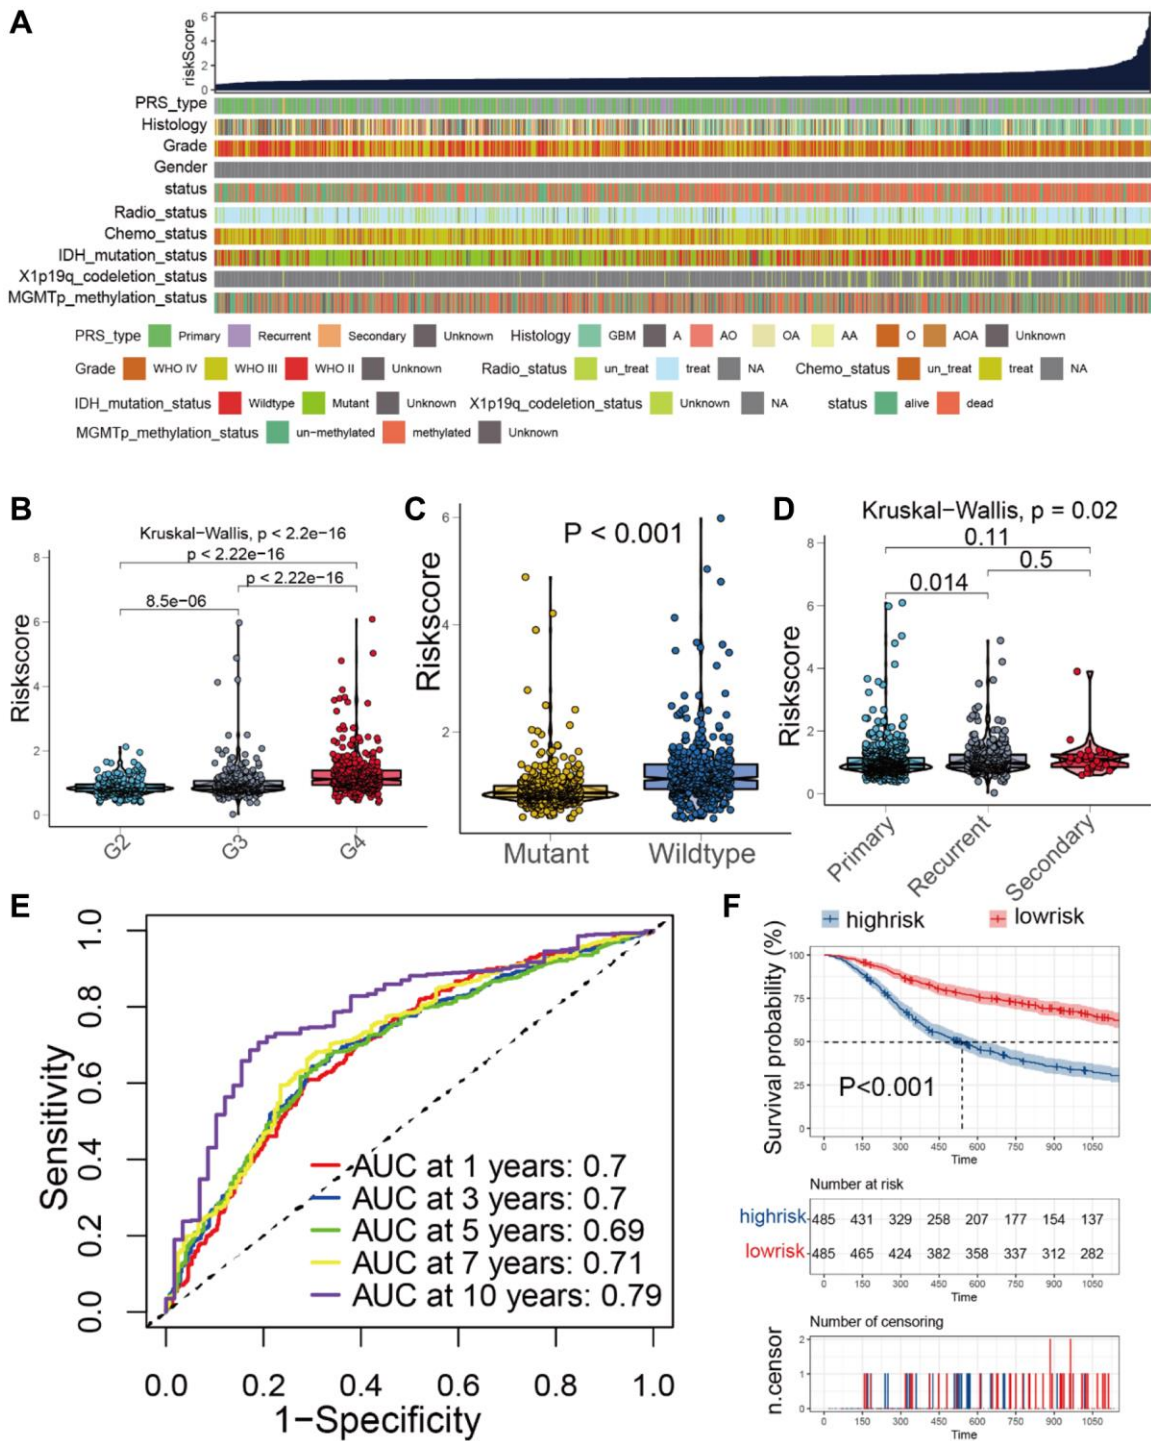 A
riskScore
6
4
2
0
PRS_type
Histology
Grade
Gender
status
Radio_status
Chemo_status
IDH_mutation_status
X1p19q_codeletion_status
MGMTp_methylation_status
PRS_type Primary Recurrent Secondary Unknown Histology GBM A AO OA AA O AOA Unknown
Grade WHO IV WHO III WHO II Unknown Radio_status un_treat treat NA Chemo_status un_treat treat NA
IDH_mutation_status Wildtype Mutant Unknown X1p19q_codeletion_status Unknown NA status alive dead
MGMTp_methylation_status un-methylated methylated Unknown
B
Kruskal−Wallis, p < 2.2e−16
p < 2.22e−16
p < 2.22e−16
8.5e−06
Riskscore
8
6
4
2
0
G2 G3 G4
C
P < 0.001
Riskscore
6
4
2
Mutant Wildtype
D
Kruskal−Wallis, p = 0.02
0.11
0.5
0.014
Riskscore
8
6
4
2
0
Primary Recurrent Secondary
E
Sensitivity
1.0
0.8
0.6
0.4
0.2
0.0
AUC at 1 years: 0.7
AUC at 3 years: 0.7
AUC at 5 years: 0.69
AUC at 7 years: 0.71
AUC at 10 years: 0.79
0.0 0.2 0.4 0.6 0.8 1.0
1−Specificity
F
highrisk lowrisk
Survival probability (%)
100
75
50
25
0
P<0.001
0 150 300 450 600 750 900 1050
Time
Number at risk
highrisk 485 431 329 258 207 177 154 137
lowrisk 485 465 424 382 358 337 312 282
0 150 300 450 600 750 900 1050
Time
Number of censoring
n.censor
2
1
0
0 150 300 450 600 750 900 1050
Time